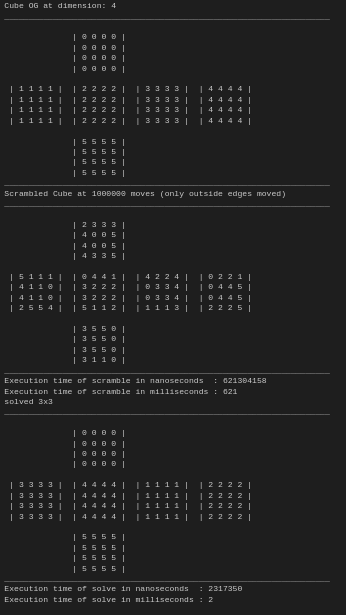 Cube OG at dimension: 4
| 0 0 0 0 |
| 0 0 0 0 |
| 0 0 0 0 |
| 0 0 0 0 |
| 1 1 1 1 | | 2 2 2 2 | | 3 3 3 3 | | 4 4 4 4 |
| 1 1 1 1 | | 2 2 2 2 | | 3 3 3 3 | | 4 4 4 4 |
| 1 1 1 1 | | 2 2 2 2 | | 3 3 3 3 | | 4 4 4 4 |
| 1 1 1 1 | | 2 2 2 2 | | 3 3 3 3 | | 4 4 4 4 |
| 5 5 5 5 |
| 5 5 5 5 |
| 5 5 5 5 |
| 5 5 5 5 |
Scrambled Cube at 1000000 moves (only outside edges moved)
| 2 3 3 3 |
| 4 0 0 5 |
| 4 0 0 5 |
| 4 3 3 5 |
| 5 1 1 1 | | 0 4 4 1 | | 4 2 2 4 | | 0 2 2 1 |
| 4 1 1 0 | | 3 2 2 2 | | 0 3 3 4 | | 0 4 4 5 |
| 4 1 1 0 | | 3 2 2 2 | | 0 3 3 4 | | 0 4 4 5 |
| 2 5 5 4 | | 5 1 1 2 | | 1 1 1 3 | | 2 2 2 5 |
| 3 5 5 0 |
| 3 5 5 0 |
| 3 5 5 0 |
| 3 1 1 0 |
Execution time of scramble in nanoseconds : 621304158
Execution time of scramble in milliseconds : 621
solved 3x3
| 0 0 0 0 |
| 0 0 0 0 |
| 0 0 0 0 |
| 0 0 0 0 |
| 3 3 3 3 | | 4 4 4 4 | | 1 1 1 1 | | 2 2 2 2 |
| 3 3 3 3 | | 4 4 4 4 | | 1 1 1 1 | | 2 2 2 2 |
| 3 3 3 3 | | 4 4 4 4 | | 1 1 1 1 | | 2 2 2 2 |
| 3 3 3 3 | | 4 4 4 4 | | 1 1 1 1 | | 2 2 2 2 |
| 5 5 5 5 |
| 5 5 5 5 |
| 5 5 5 5 |
| 5 5 5 5 |
Execution time of solve in nanoseconds : 2317350
Execution time of solve in milliseconds : 2